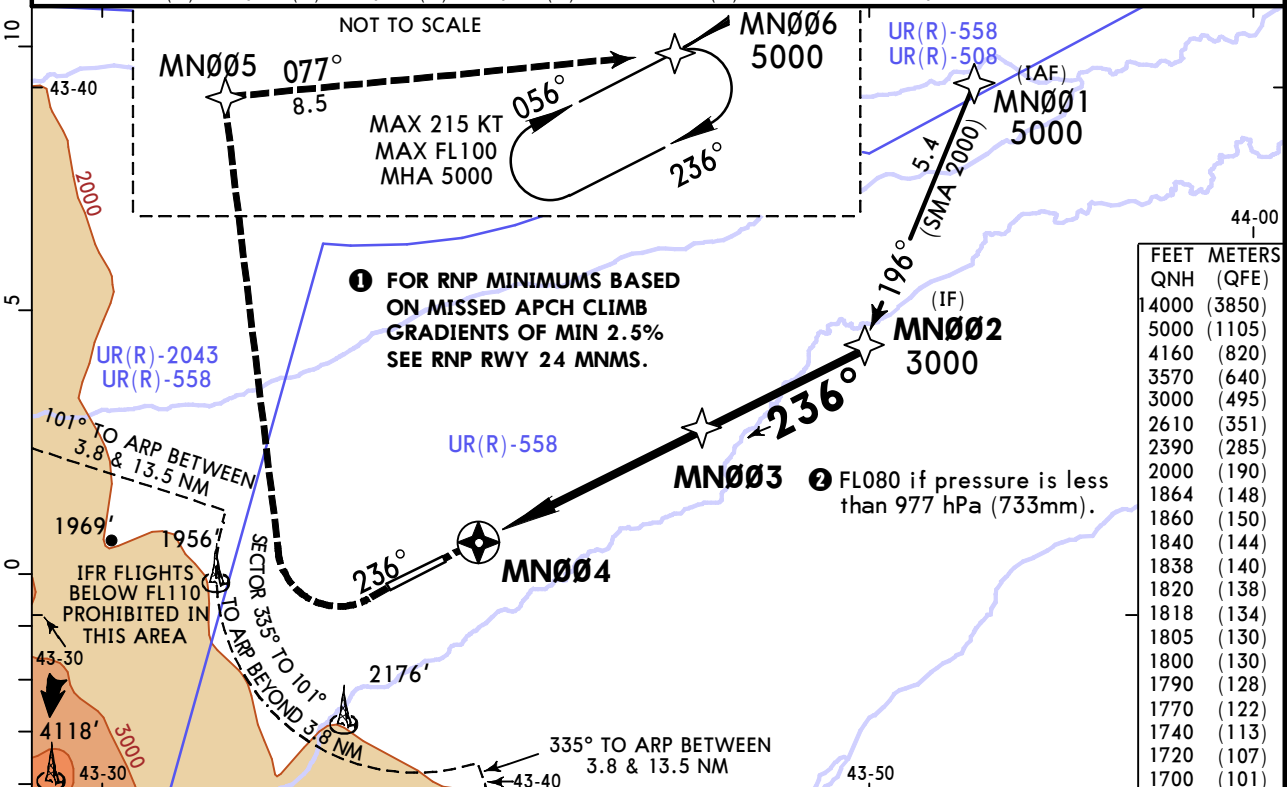 NOT TO SCALE
MNØØ6
5000
MNØØ5
077°
8.5
056°
236°
MAX 215 KT
MAX FL100
MHA 5000
UR(R)-558
UR(R)-508
(IAF)
MNØØ1
5000
5.4
(SMA 2000)
196°
10
43-40
2000
44-00
5
❶ FOR RNP MINIMUMS BASED
ON MISSED APCH CLIMB
GRADIENTS OF MIN 2.5%
SEE RNP RWY 24 MNMS.
(IF)
MNØØ2
3000
236°
UR(R)-2043
UR(R)-558
UR(R)-558
MNØØ3
❷ FL080 if pressure is less
than 977 hPa (733mm).
101° TO ARP BETWEEN
3.8 & 13.5 NM
1969'
1956'
0
IFR FLIGHTS
BELOW FL110
PROHIBITED IN
THIS AREA
SECTOR 335° TO 101°
TO ARP BEYOND 3.8 NM
236°
MNØØ4
43-30
2176'
4118'
3000
43-30
335° TO ARP BETWEEN
3.8 & 13.5 NM
43-40
43-50
FEET METERS
QNH (QFE)
14000 (3850)
5000 (1105)
4160 (820)
3570 (640)
3000 (495)
2610 (351)
2390 (285)
2000 (190)
1864 (148)
1860 (150)
1840 (144)
1838 (140)
1820 (138)
1818 (134)
1805 (130)
1800 (130)
1790 (128)
1770 (122)
1740 (113)
1720 (107)
1700 (101)